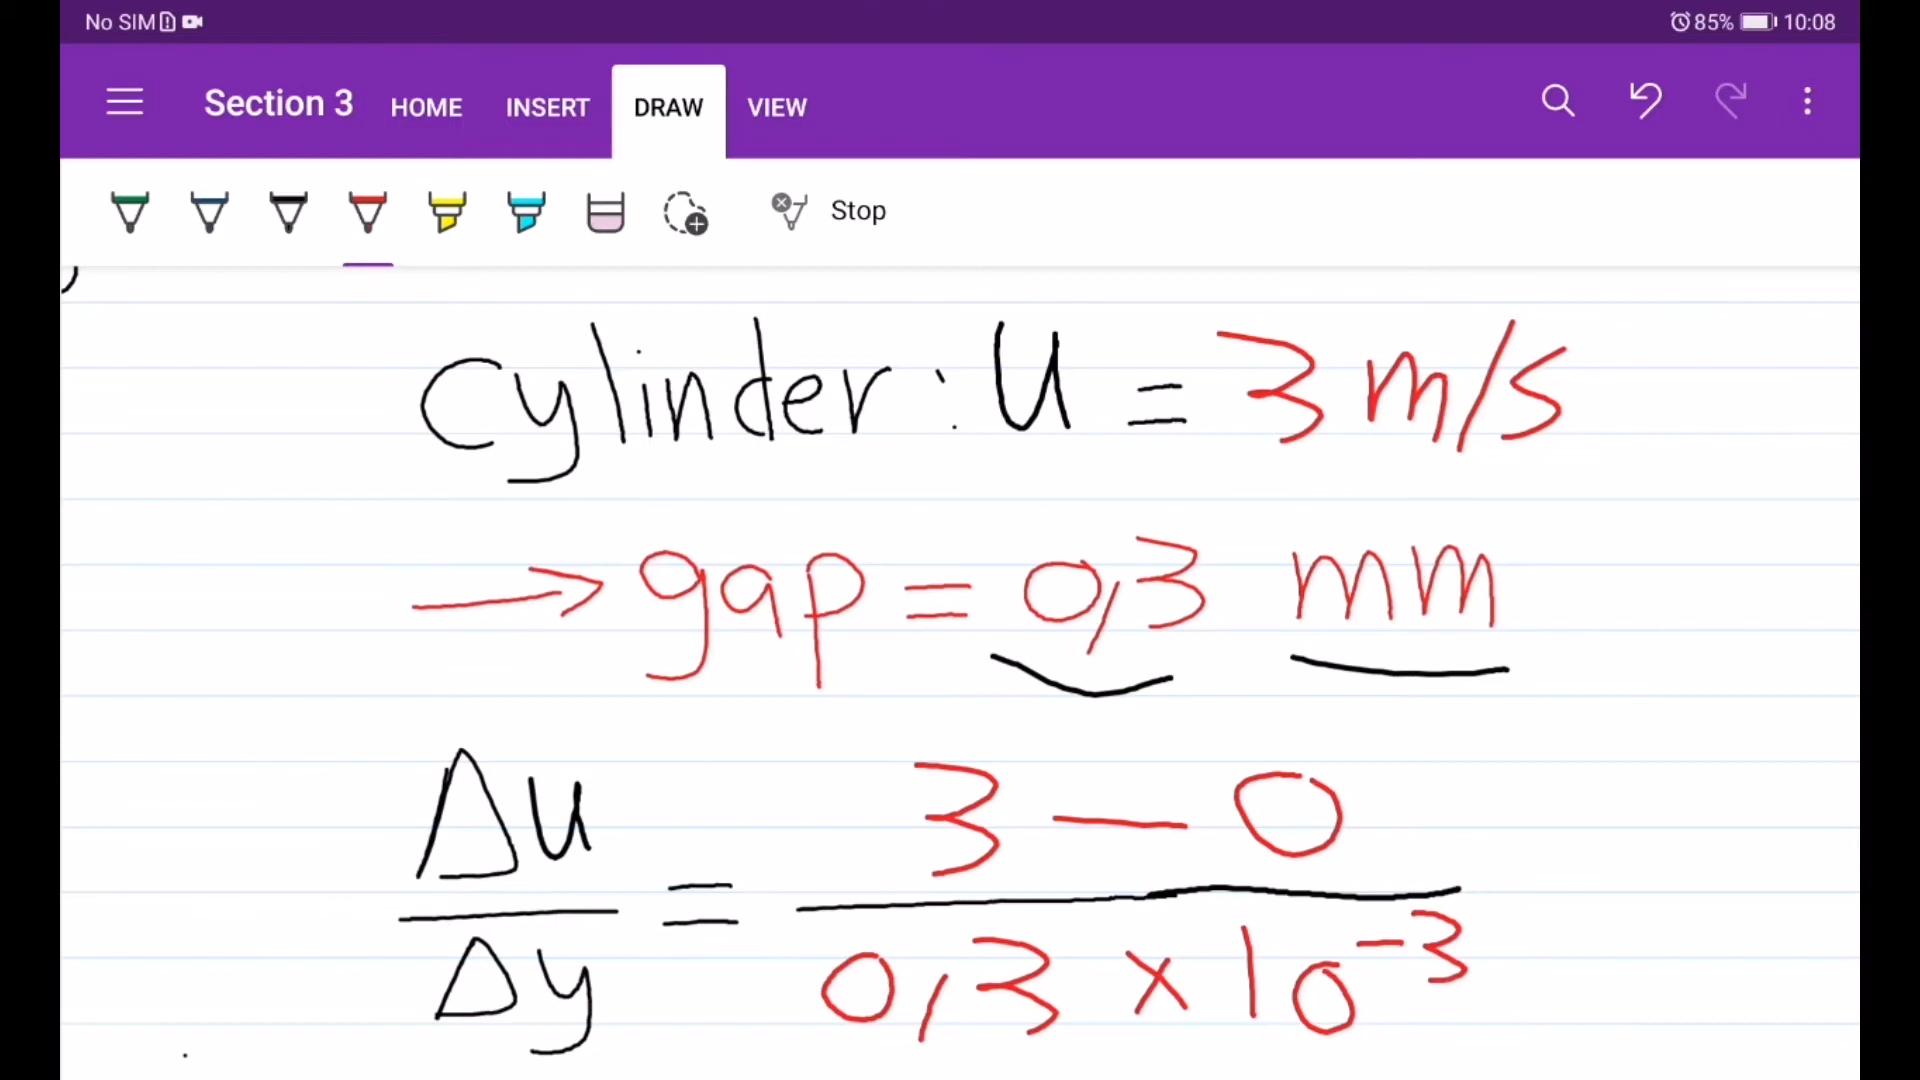 No SIM 85% 10:08
Section 3 HOME INSERT DRAW VIEW
Stop
Cylinder: U = 3 m/s
→ gap = 0,3 mm
Δu / Δy = 3 − 0 / 0,3 × 10⁻³